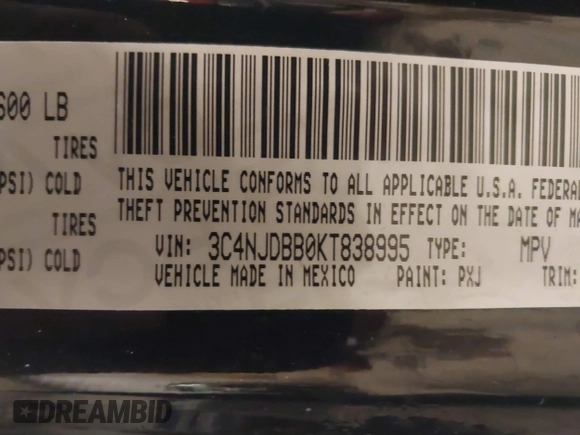 600 LB
TIRES
PSI) COLD
TIRES
PSI) COLD
THIS VEHICLE CONFORMS TO ALL APPLICABLE U.S.A. FEDERAL
THEFT PREVENTION STANDARDS IN EFFECT ON THE DATE OF MA
VIN: 3C4NJDBB0KT838995 TYPE: MPV
VEHICLE MADE IN MEXICO PAINT: PXJ TRIM:
DREAMBID